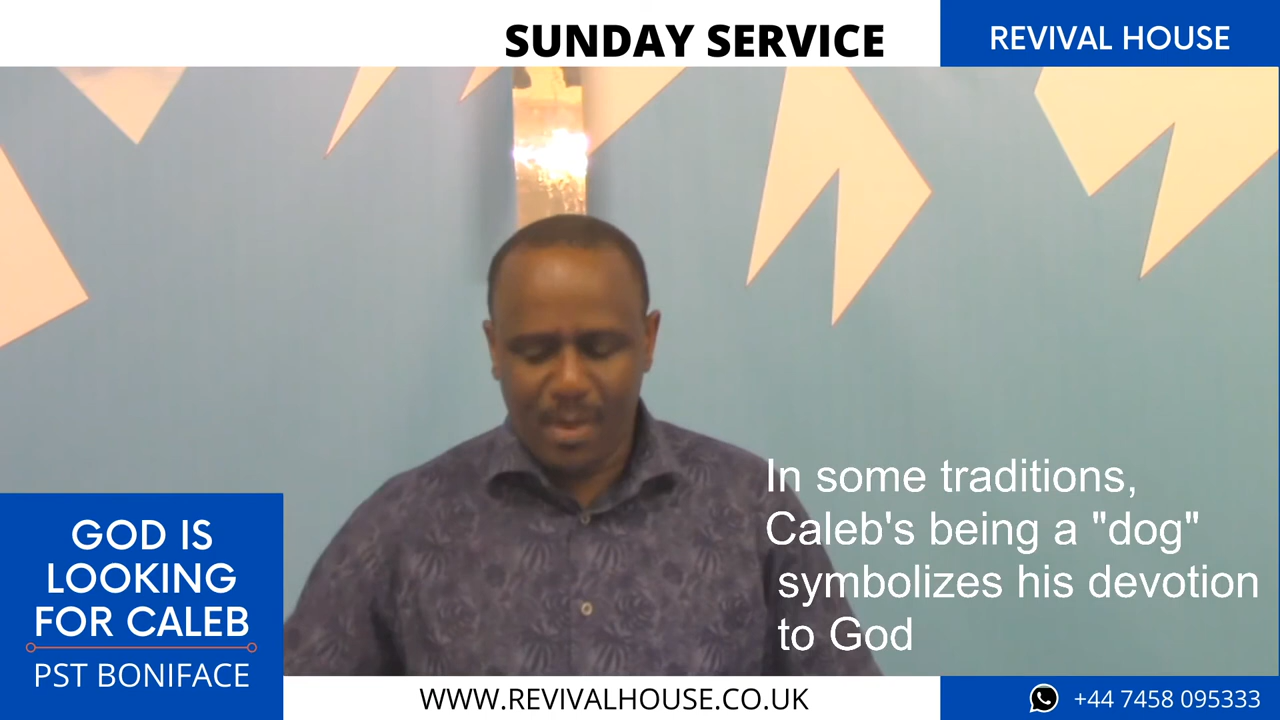 SUNDAY SERVICE
REVIVAL HOUSE
In some traditions,
Caleb's being a "dog"
symbolizes his devotion
to God
GOD IS
LOOKING
FOR CALEB
PST BONIFACE
WWW.REVIVALHOUSE.CO.UK
+44 7458 095333